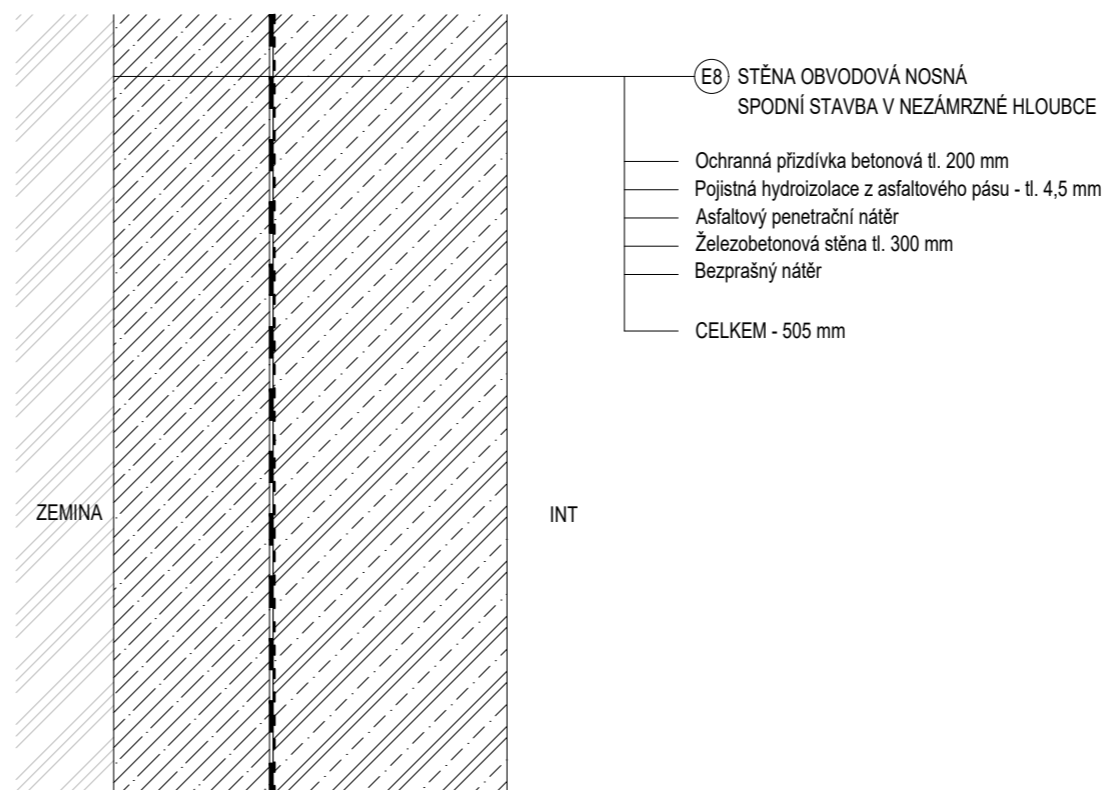 E8 STĚNA OBVODOVÁ NOSNÁ
SPODNÍ STAVBA V NEZÁMRZNÉ HLOUBCE
Ochranná přizdívka betonová tl. 200 mm
Pojistná hydroizolace z asfaltového pásu - tl. 4,5 mm
Asfaltový penetrační nátěr
Železobetonová stěna tl. 300 mm
Bezprašný nátěr
CELKEM - 505 mm
ZEMINA
INT